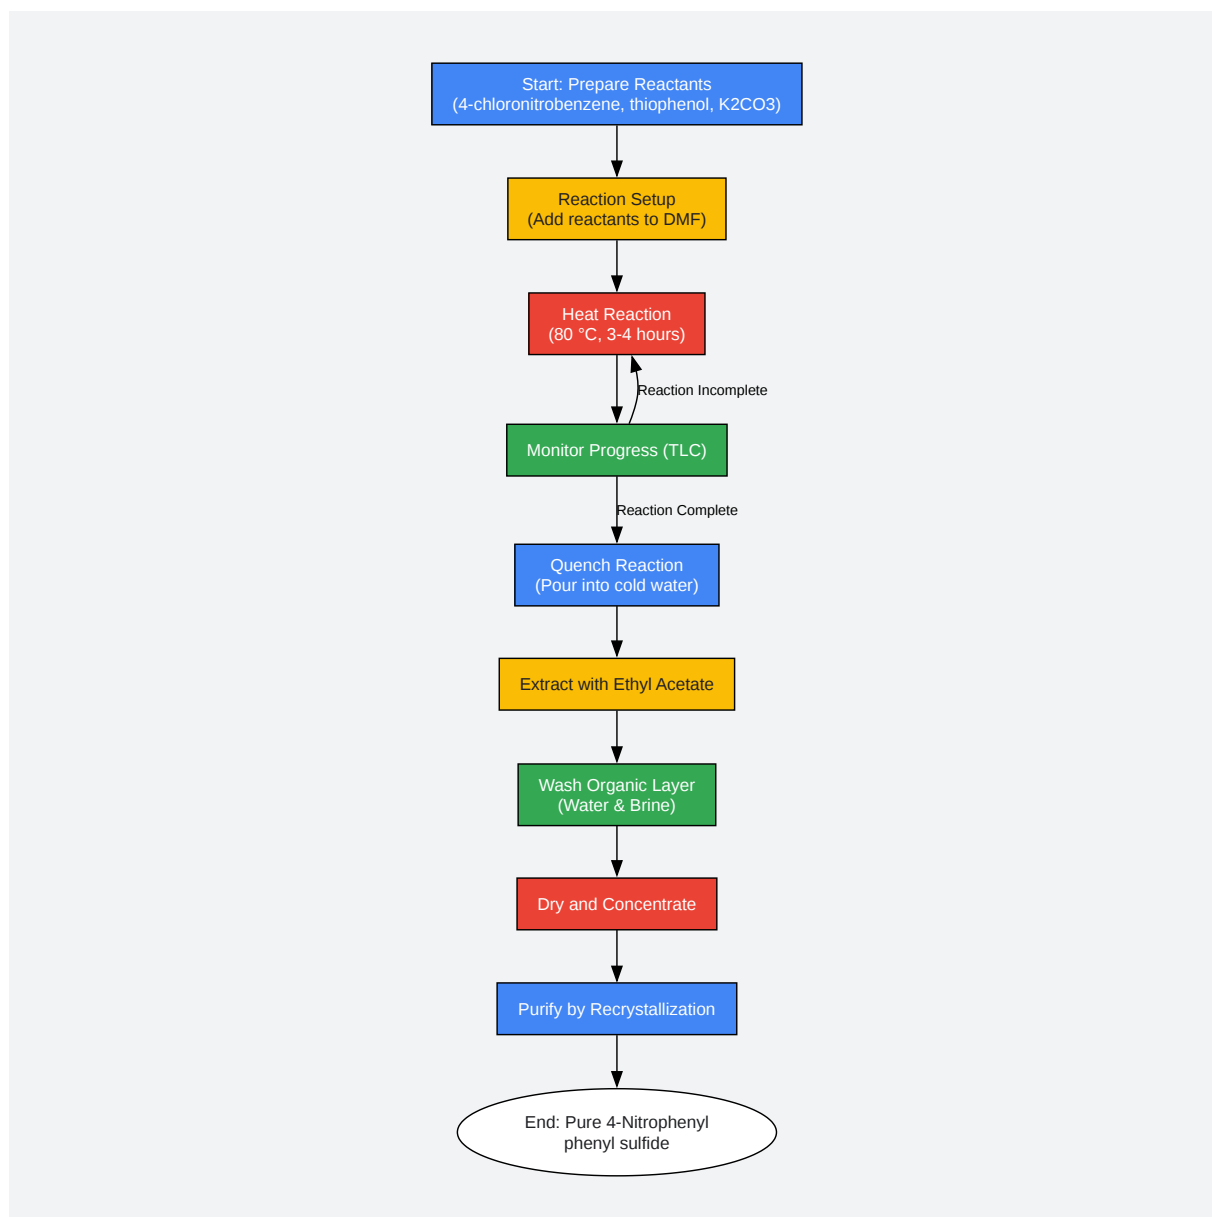 Start: Prepare Reactants
(4-chloronitrobenzene, thiophenol, K2CO3)
Reaction Setup
(Add reactants to DMF)
Heat Reaction
(80 °C, 3-4 hours)
Reaction Incomplete
Monitor Progress (TLC)
Reaction Complete
Quench Reaction
(Pour into cold water)
Extract with Ethyl Acetate
Wash Organic Layer
(Water & Brine)
Dry and Concentrate
Purify by Recrystallization
End: Pure 4-Nitrophenyl
phenyl sulfide